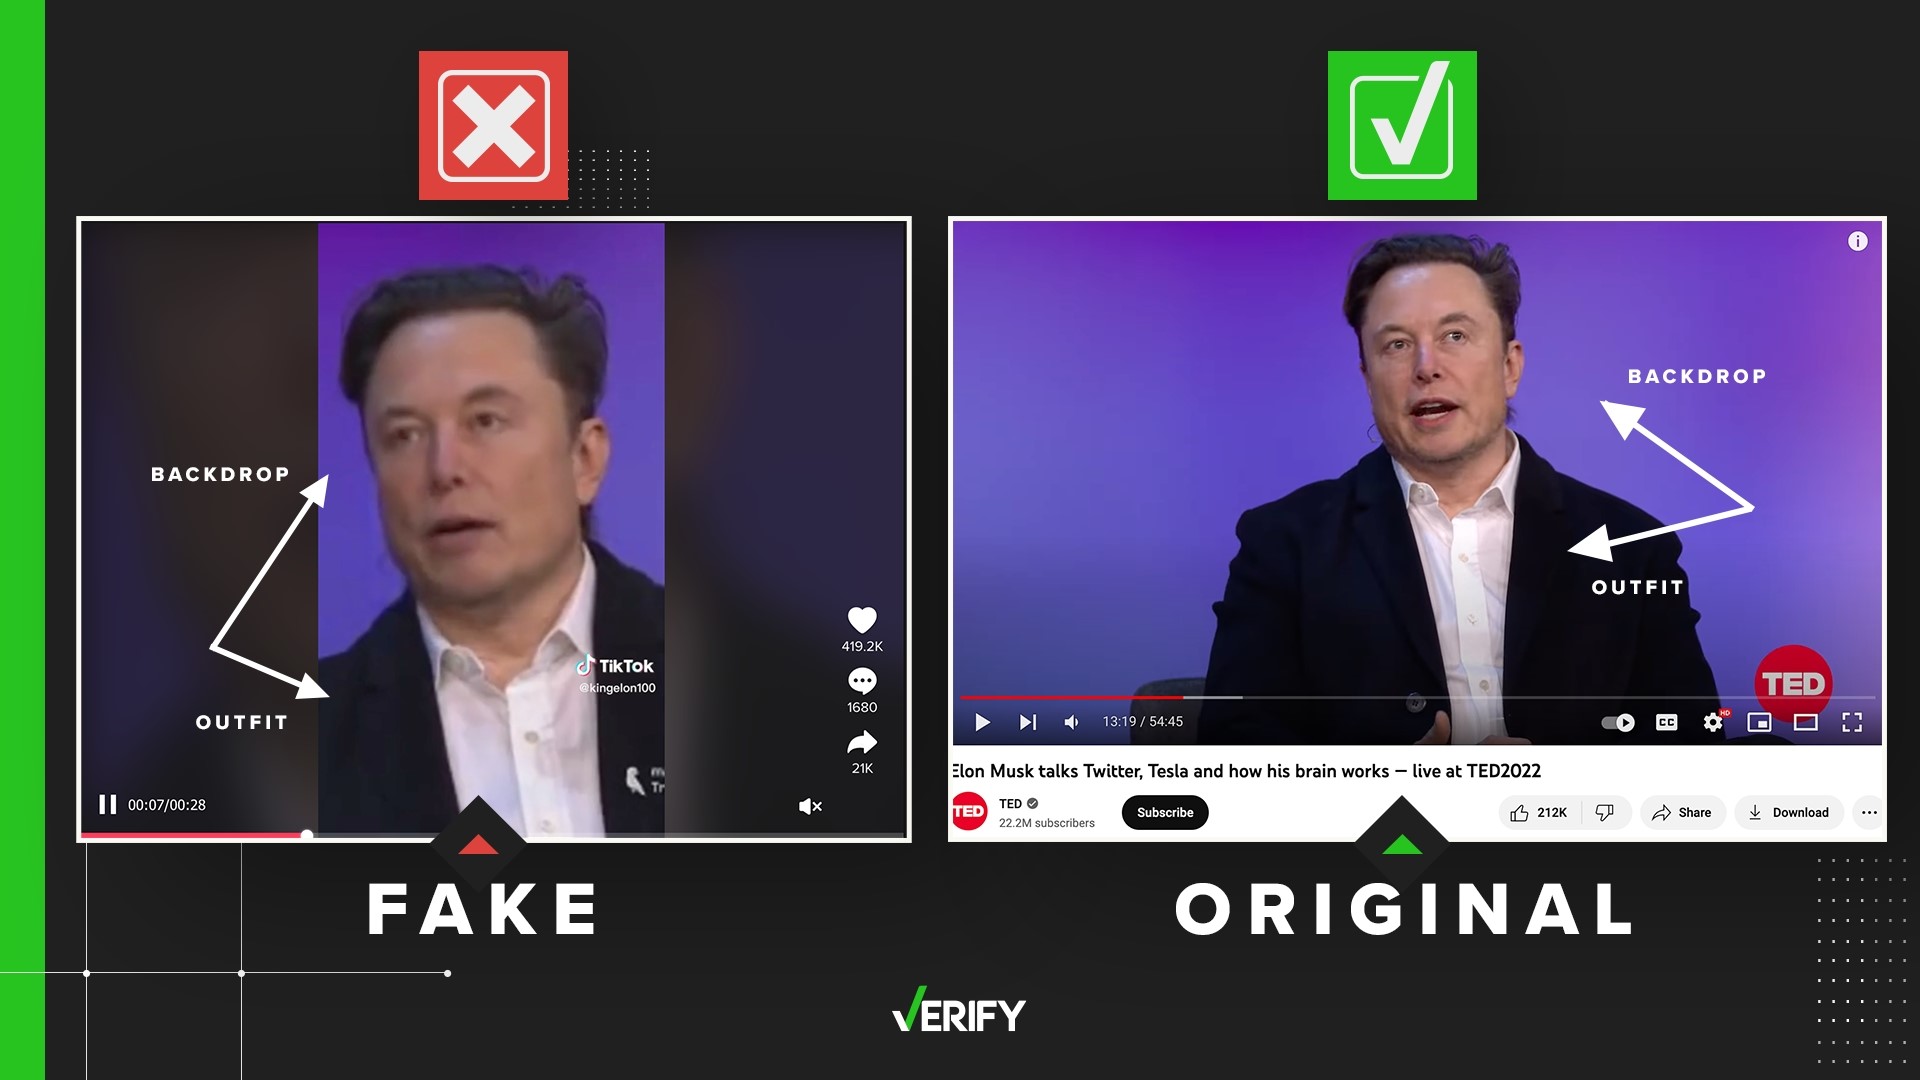 BACKDROP
OUTFIT
TikTok
@kingelon100
419.2K
1680
21K
00:07/00:28
FAKE
BACKDROP
OUTFIT
TED
13:19 / 54:45
CC
HD
Elon Musk talks Twitter, Tesla and how his brain works – live at TED2022
TED
TED
22.2M subscribers
Subscribe
212K
Share
Download
ORIGINAL
VERIFY